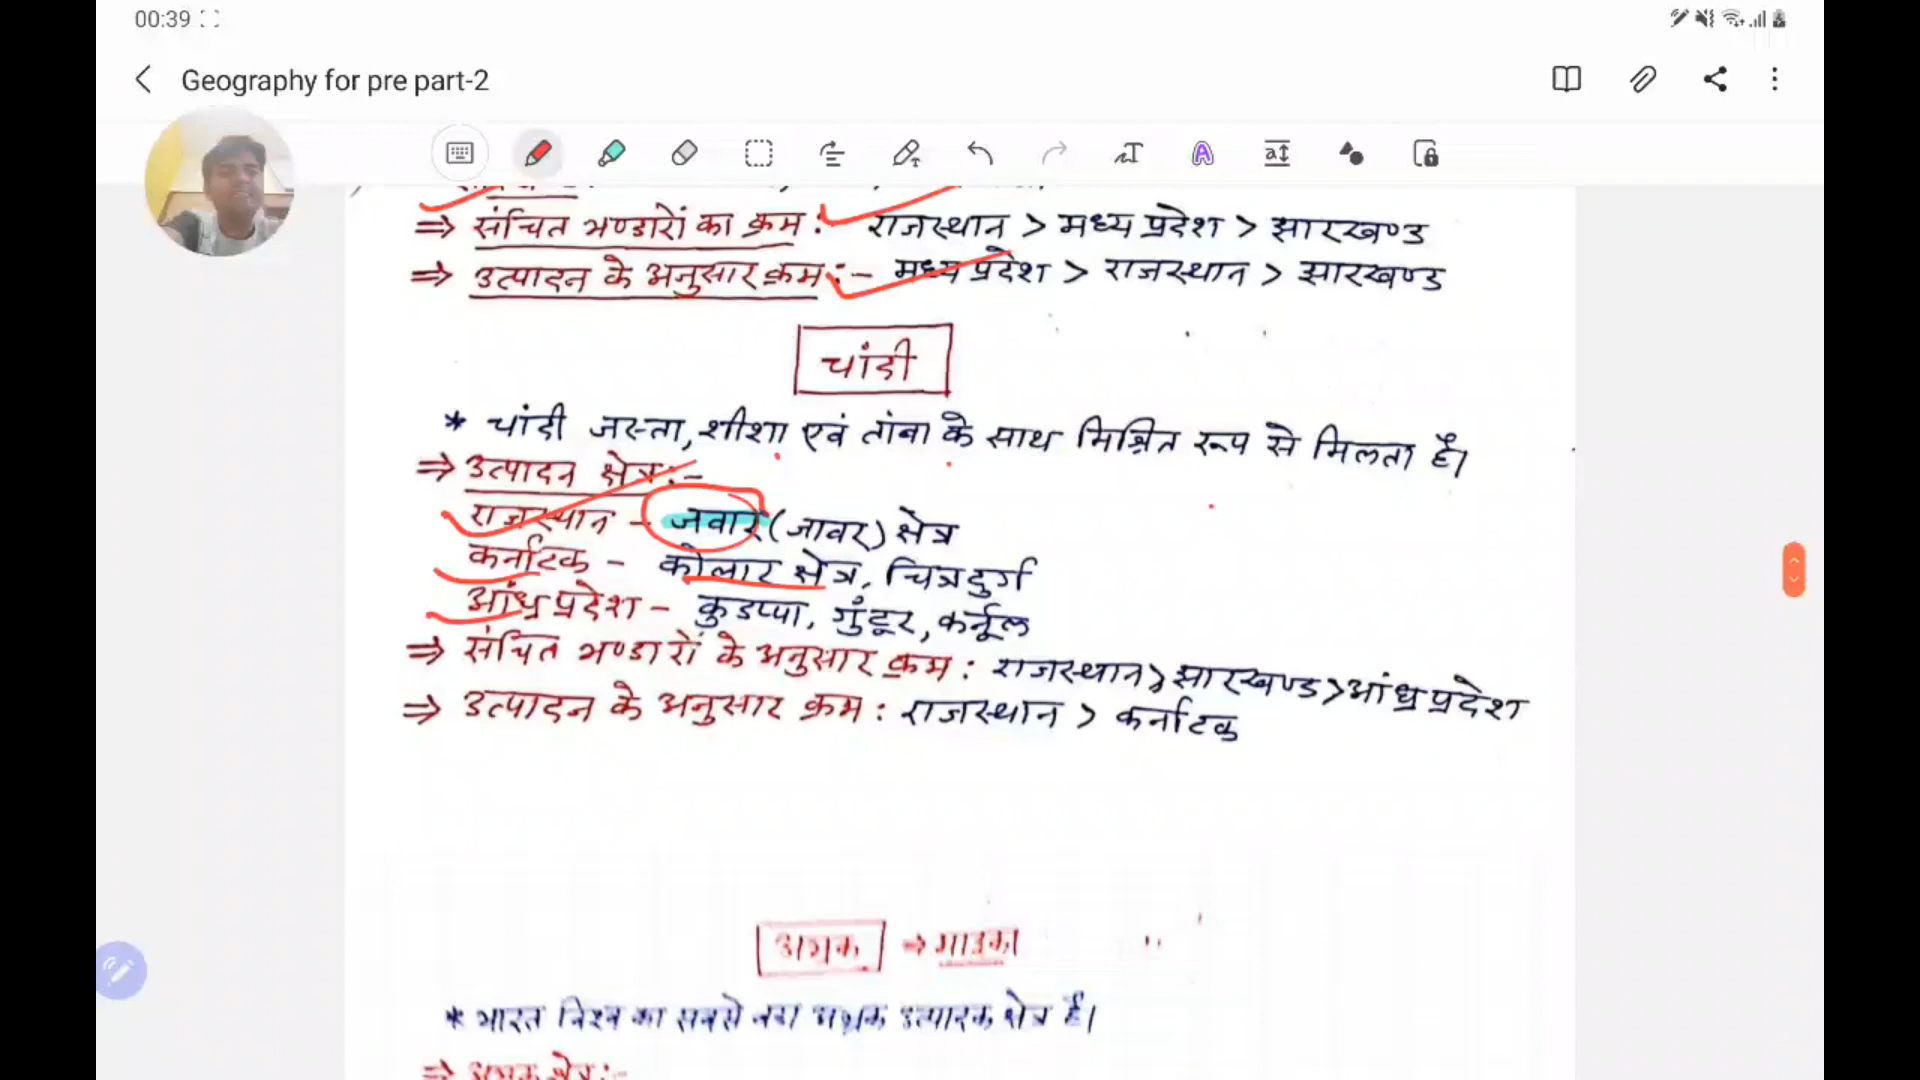 00:39
Geography for pre part-2
⇒ संचित भण्डारों का क्रम : राजस्थान > मध्य प्रदेश > झारखण्ड
⇒ उत्पादन के अनुसार क्रम :- मध्य प्रदेश > राजस्थान > झारखण्ड
चांदी
* चांदी जस्ता, शीशा एवं तांबा के साथ मिश्रित रूप से मिलता है।
⇒ उत्पादन क्षेत्र :-
राजस्थान - जवार (जावर) क्षेत्र
कर्नाटक - कोलार क्षेत्र, चित्रदुर्ग
आंध्र प्रदेश - कुडप्पा, गुंटूर, कर्नूल
⇒ संचित भण्डारों के अनुसार क्रम : राजस्थान > झारखण्ड > आंध्र प्रदेश
⇒ उत्पादन के अनुसार क्रम : राजस्थान > कर्नाटक
अभ्रक ⇒ माइका
* भारत विश्व का सबसे बड़ा अभ्रक उत्पादक क्षेत्र है।
⇒ अभ्रक क्षेत्र :-